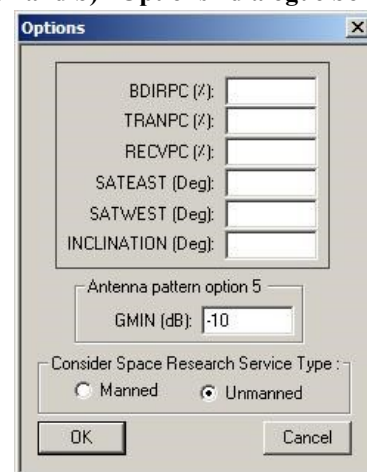 Options
BDIRPC (%):
TRANPC (%):
RECVPC (%):
SATEAST (Deg):
SATWEST (Deg):
INCLINATION (Deg):
Antenna pattern option 5
GMIN (dB): -10
Consider Space Research Service Type :
Manned Unmanned
OK Cancel